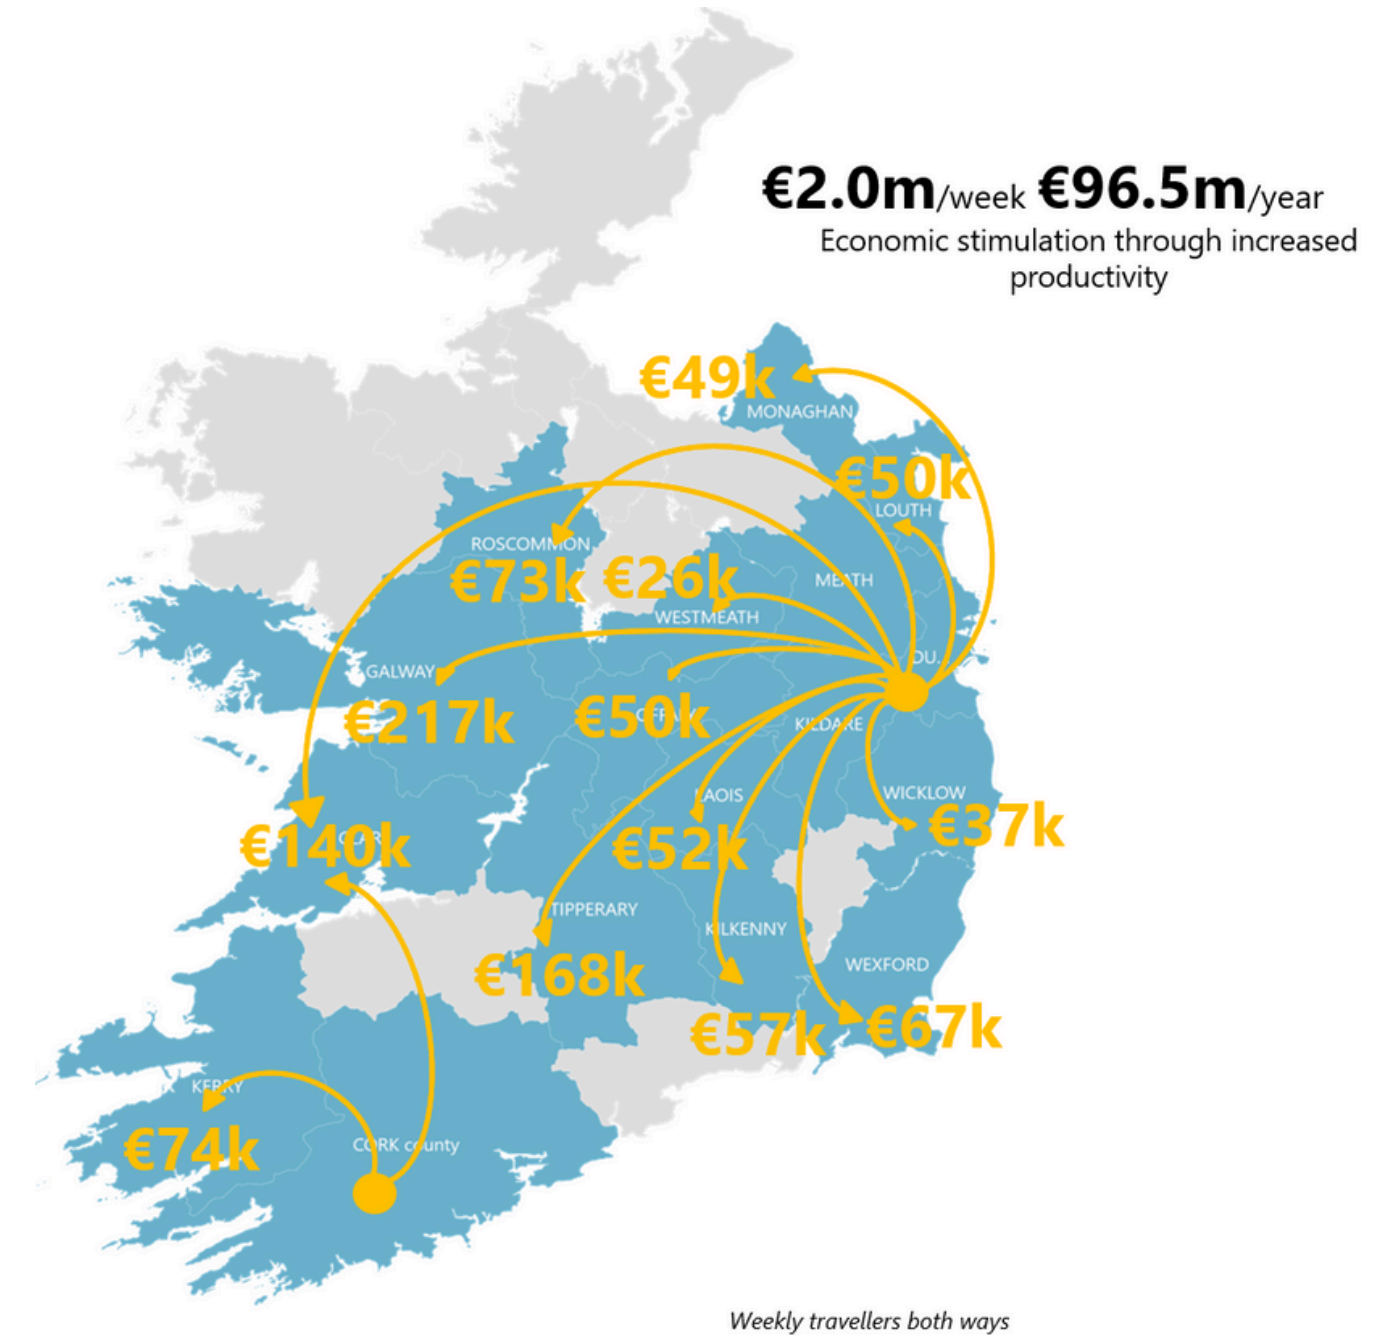 €2.0m/week €96.5m/year
Economic stimulation through increased
productivity
€49k
MONAGHAN
€50k
LOUTH
ROSCOMMON
€73k
€26k
MEATH
WESTMEATH
DU...
GALWAY
€217k
€50k
KILDARE
LAOIS
WICKLOW
€37k
€140k
€52k
TIPPERARY
KILKENNY
WEXFORD
€168k
€57k
€67k
KERRY
€74k
CORK county
Weekly travellers both ways